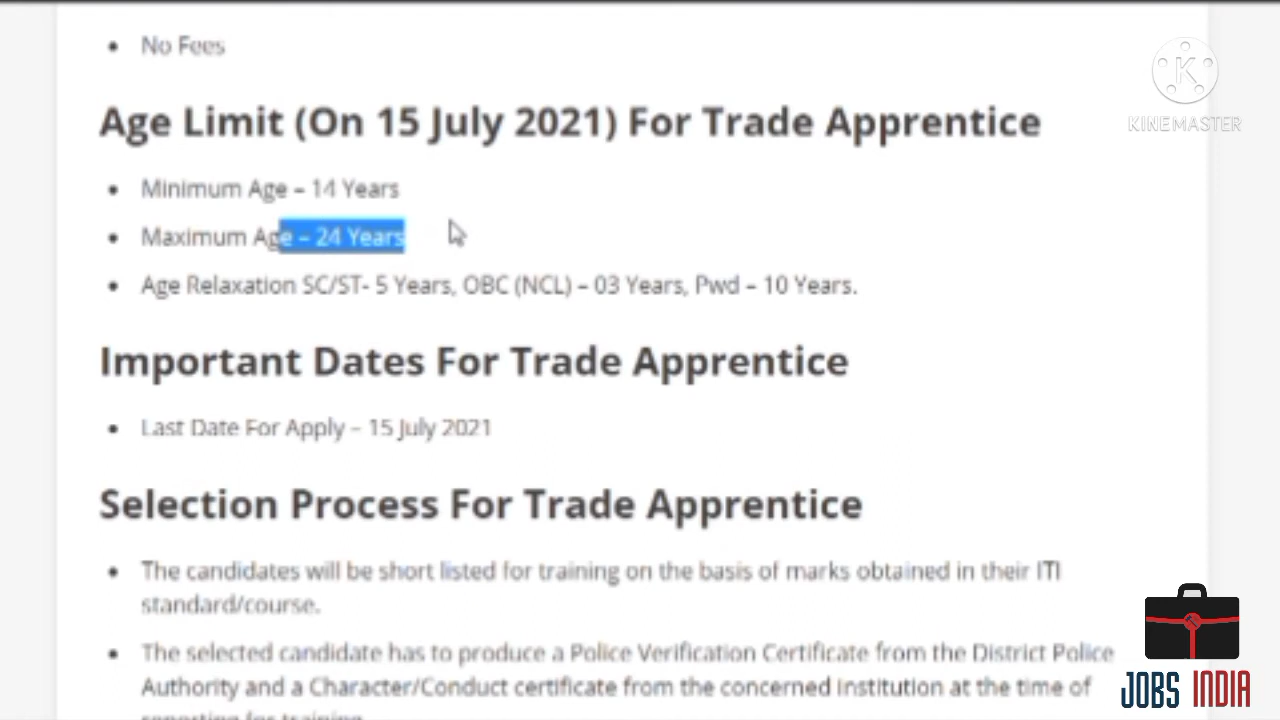 No Fees
KINEMASTER
Age Limit (On 15 July 2021) For Trade Apprentice
Minimum Age – 14 Years
Maximum Age – 24 Years
Age Relaxation SC/ST- 5 Years, OBC (NCL) – 03 Years, Pwd – 10 Years.
Important Dates For Trade Apprentice
Last Date For Apply – 15 July 2021
Selection Process For Trade Apprentice
The candidates will be short listed for training on the basis of marks obtained in their ITI
standard/course.
The selected candidate has to produce a Police Verification Certificate from the District Police
Authority and a Character/Conduct certificate from the concerned Institution at the time of
reporting for training
JOBS INDIA